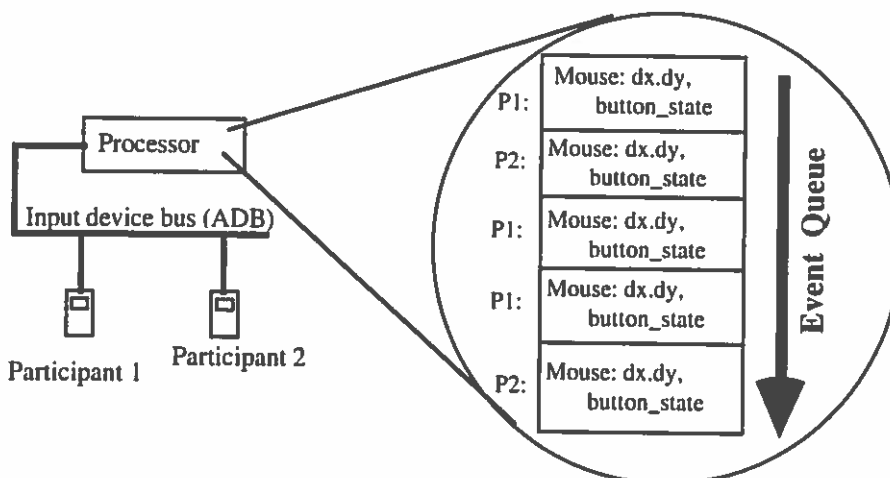 Processor
Input device bus (ADB)
Participant 1
Participant 2
P1:
Mouse: dx.dy,
button_state
P2:
Mouse: dx.dy,
button_state
P1:
Mouse: dx.dy,
button_state
P1:
Mouse: dx.dy,
button_state
P2:
Mouse: dx.dy,
button_state
Event Queue